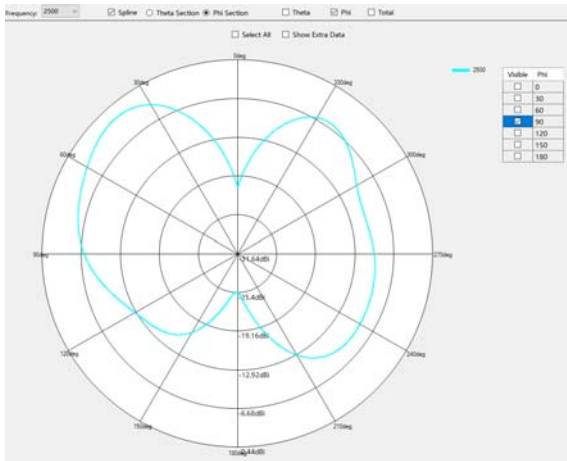 Frequency: 2500 Spline Theta Section Phi Section Theta Phi Total
Select All Show Extra Data
0deg
30deg
330deg
2500
Visible Phi
0
30
60
90
120
150
180
60deg
300deg
90deg
270deg
-31.64dBi
-25.4dBi
-19.16dBi
-12.92dBi
-6.68dBi
-0.44dBi
120deg
240deg
150deg
210deg
180deg